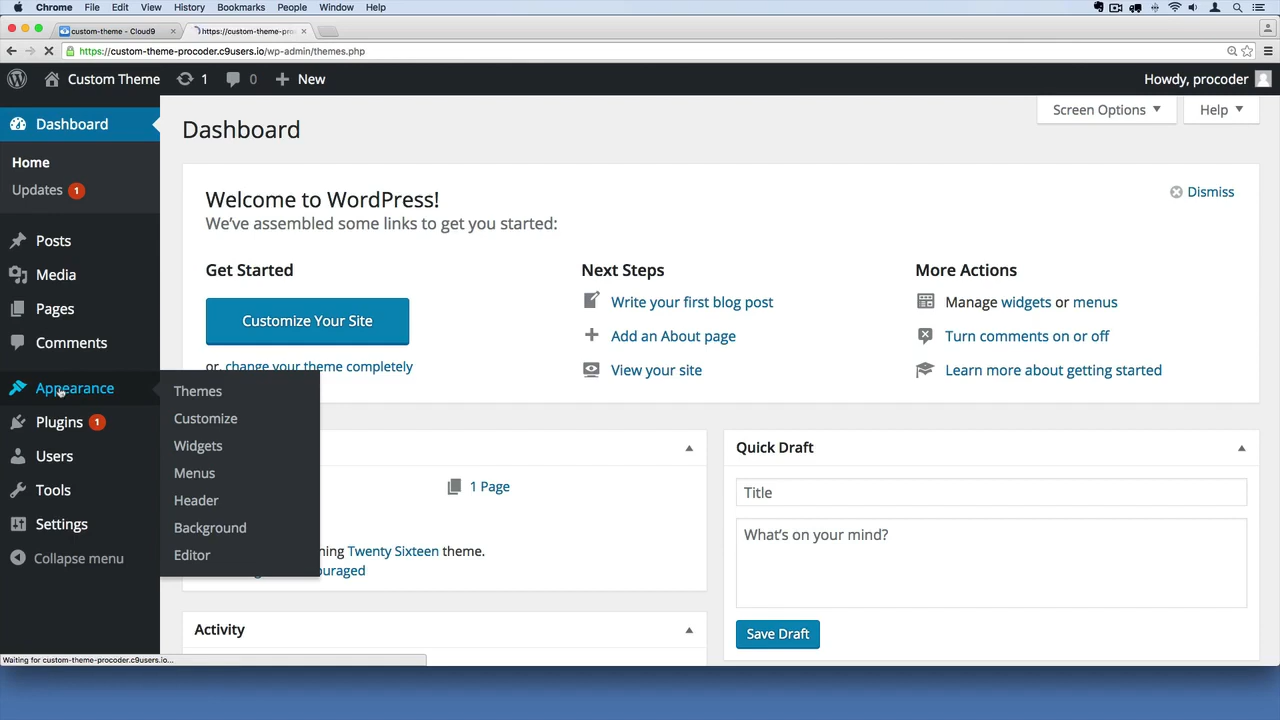 Chrome File Edit View History Bookmarks People Window Help
custom-theme - Cloud9
https://custom-theme-pro
https://custom-theme-procoder.c9users.io/wp-admin/themes.php
Custom Theme 1 0 New
Howdy, procoder
Dashboard
Home
Updates 1
Posts
Media
Pages
Comments
Appearance
Plugins 1
Users
Tools
Settings
Collapse menu
Themes
Customize
Widgets
Menus
Header
Background
Editor
Screen Options
Help
Dashboard
Welcome to WordPress!
We've assembled some links to get you started:
Dismiss
Get Started
Customize Your Site
or, change your theme completely
Next Steps
Write your first blog post
Add an About page
View your site
More Actions
Manage widgets or menus
Turn comments on or off
Learn more about getting started
1 Page
Twenty Sixteen theme.
Activity
Quick Draft
Title
What's on your mind?
Save Draft
Waiting for custom-theme-procoder.c9users.io...